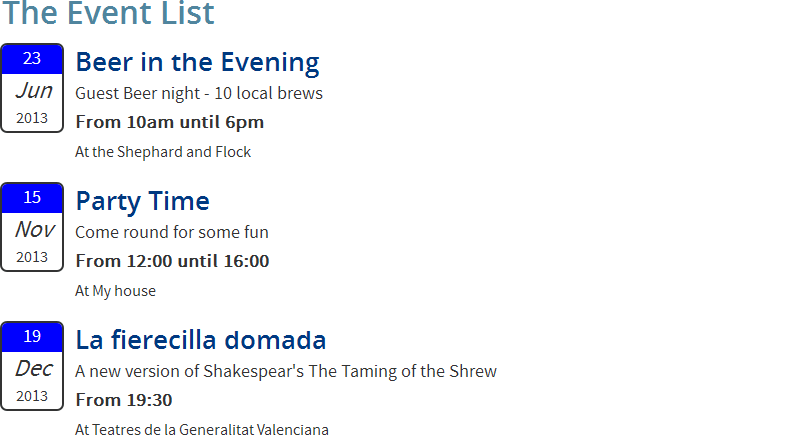 The Event List
23
Jun
2013
Beer in the Evening
Guest Beer night - 10 local brews
From 10am until 6pm
At the Shephard and Flock
15
Nov
2013
Party Time
Come round for some fun
From 12:00 until 16:00
At My house
19
Dec
2013
La fierecilla domada
A new version of Shakespear's The Taming of the Shrew
From 19:30
At Teatres de la Generalitat Valenciana